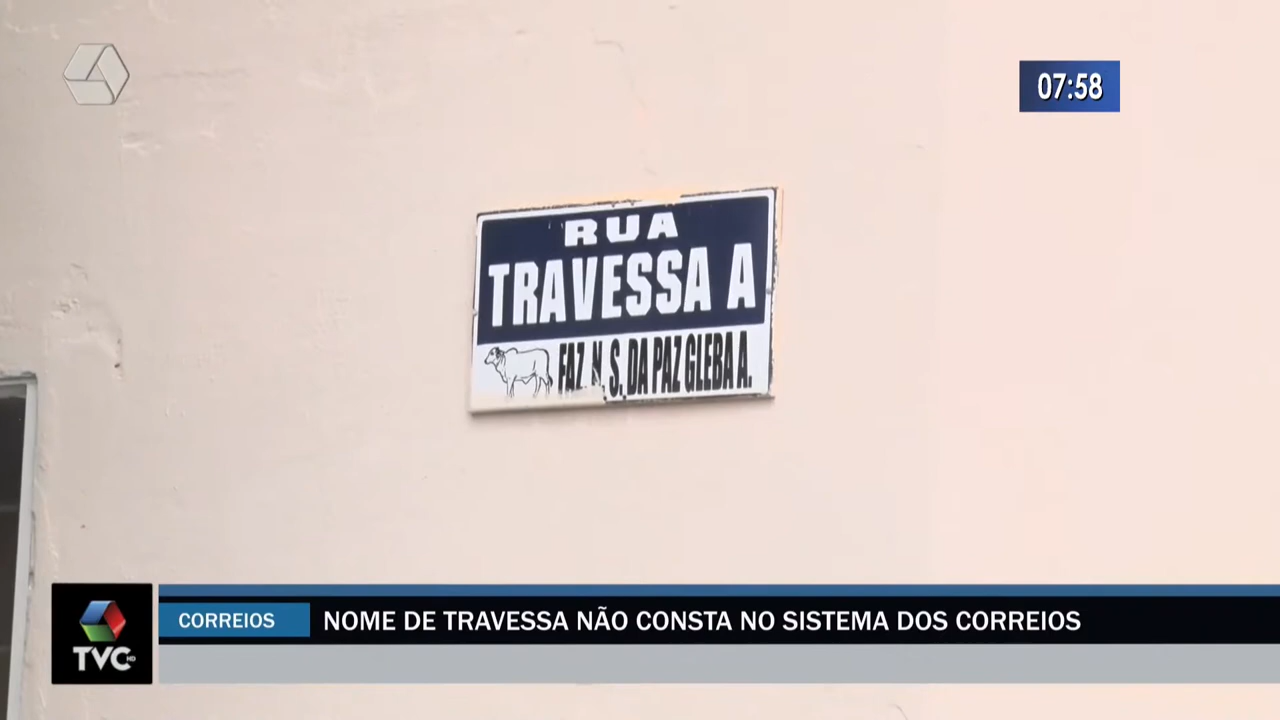 07:58
RUA
TRAVESSA A
FAZ. N. S. DA PAZ GLEBA A.
CORREIOS
NOME DE TRAVESSA NÃO CONSTA NO SISTEMA DOS CORREIOS
TVC HD